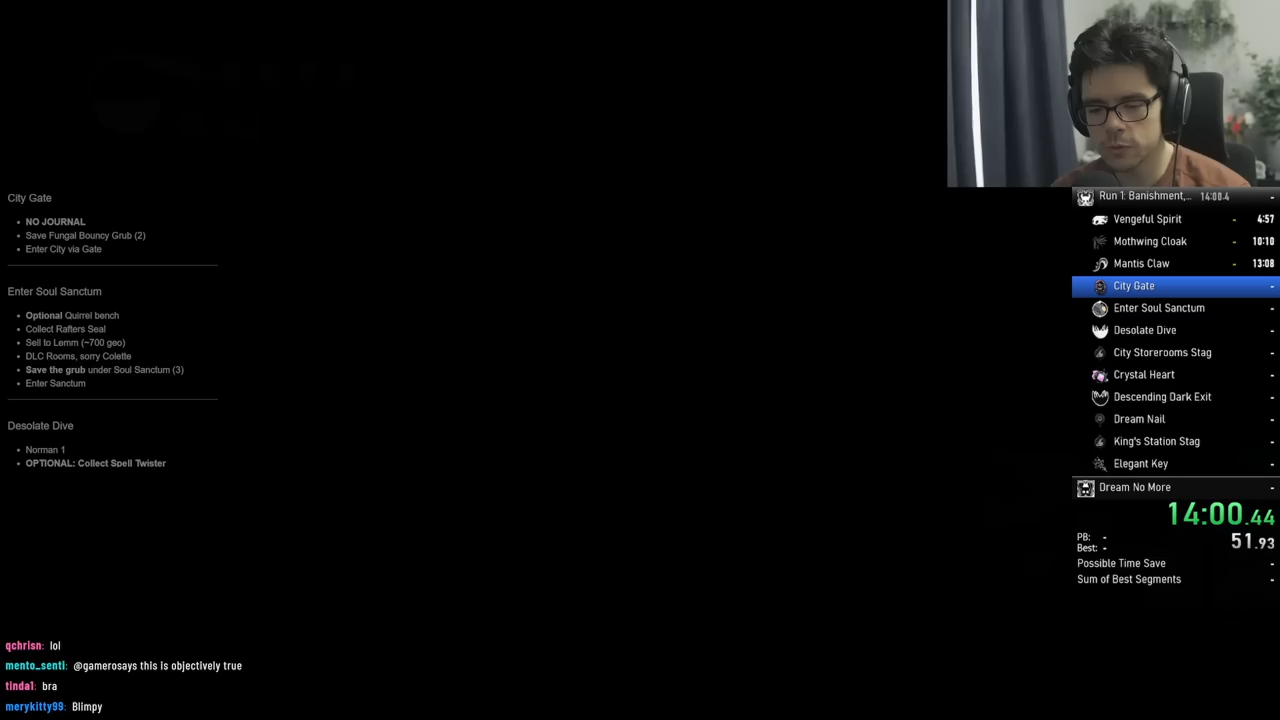 City Gate
NO JOURNAL
Save Fungal Bouncy Grub (2)
Enter City via Gate
Enter Soul Sanctum
Optional Quirrel bench
Collect Rafters Seal
Sell to Lemm (~700 geo)
DLC Rooms, sorry Colette
Save the grub under Soul Sanctum (3)
Enter Sanctum
Desolate Dive
Norman 1
OPTIONAL: Collect Spell Twister
qchrisn: lol
mento_senti: @gamerosays this is objectively true
tinda1: bra
merykitty99: Blimpy
Run 1: Banishment,... 14:00.4 -
Vengeful Spirit - 4:57
Mothwing Cloak - 10:10
Mantis Claw - 13:08
City Gate -
Enter Soul Sanctum -
Desolate Dive -
City Storerooms Stag -
Crystal Heart -
Descending Dark Exit -
Dream Nail -
King's Station Stag -
Elegant Key -
Dream No More -
14:00.44
PB: - 51.93
Best: -
Possible Time Save -
Sum of Best Segments -